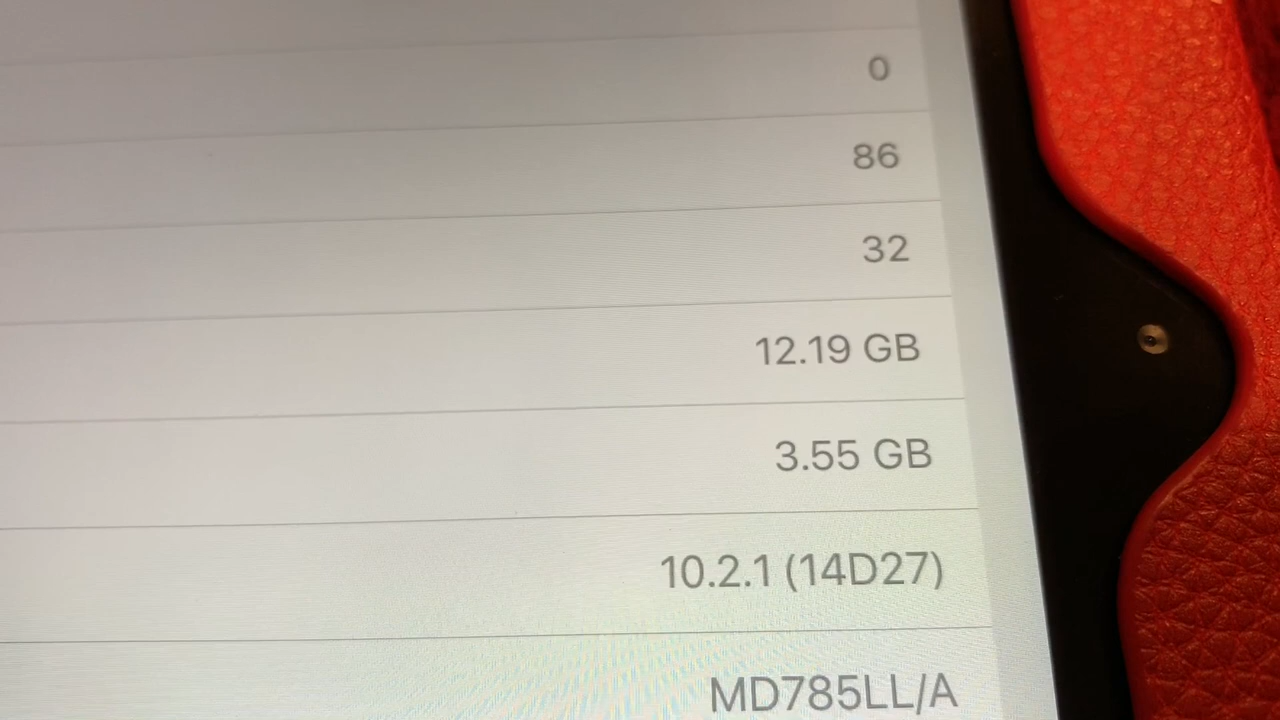 0
86
32
12.19 GB
3.55 GB
10.2.1 (14D27)
MD785LL/A